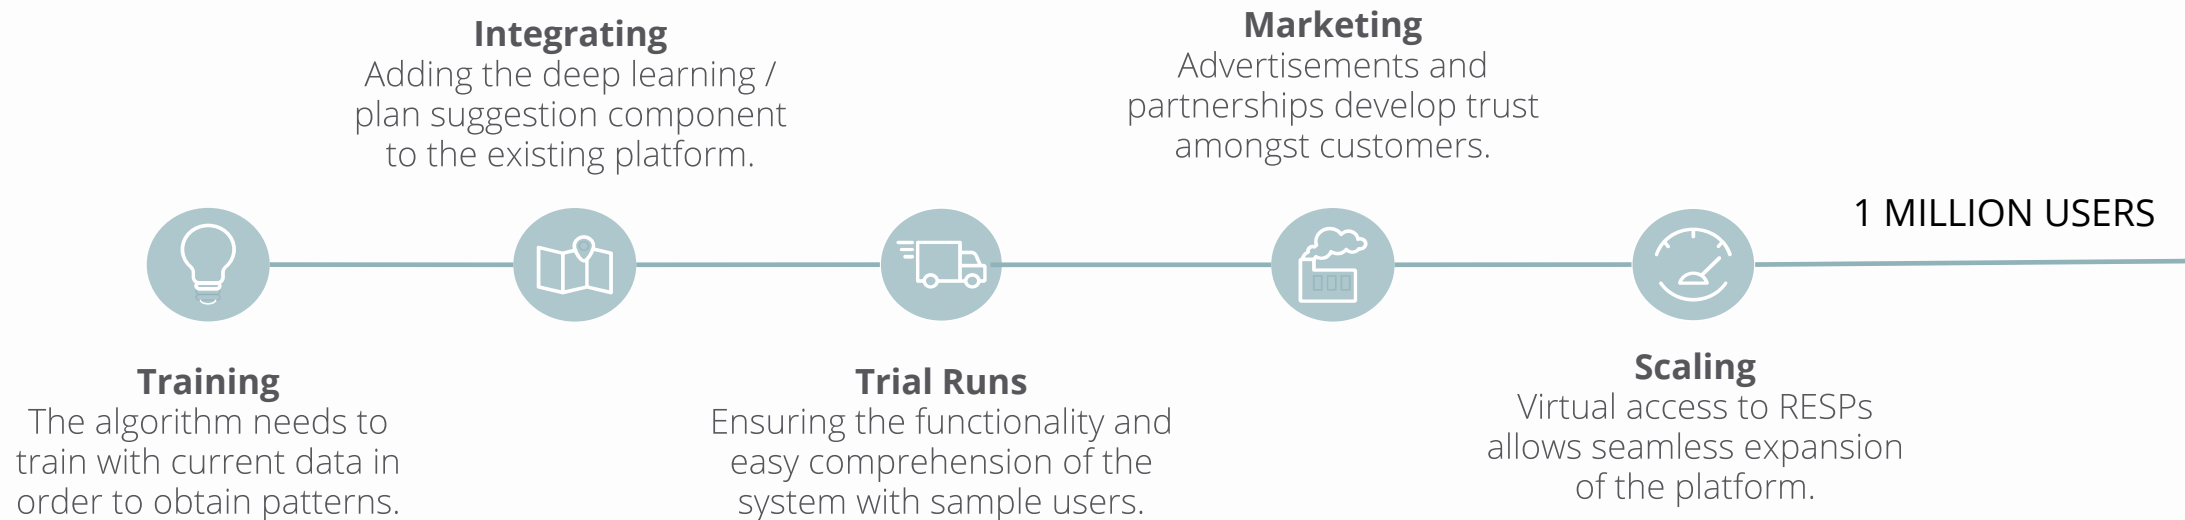 Integrating
Adding the deep learning /
plan suggestion component
to the existing platform.
Marketing
Advertisements and
partnerships develop trust
amongst customers.
1 MILLION USERS
Training
The algorithm needs to
train with current data in
order to obtain patterns.
Trial Runs
Ensuring the functionality and
easy comprehension of the
system with sample users.
Scaling
Virtual access to RESPs
allows seamless expansion
of the platform.